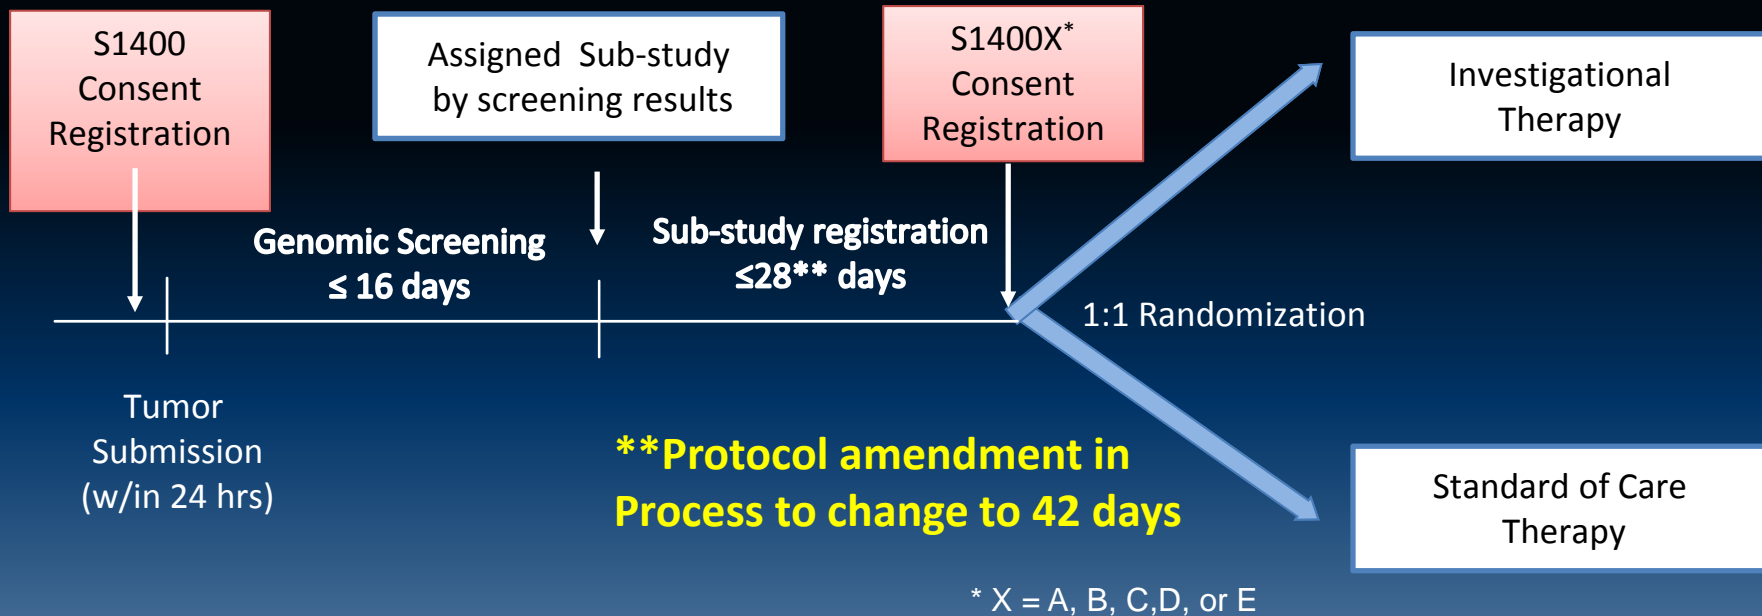 S1400
Consent
Registration
Assigned Sub-study
by screening results
S1400X*
Consent
Registration
Investigational
Therapy
Genomic Screening
≤ 16 days
Sub-study registration
≤28** days
1:1 Randomization
Tumor
Submission
(w/in 24 hrs)
**Protocol amendment in
Process to change to 42 days
Standard of Care
Therapy
* X = A, B, C,D, or E